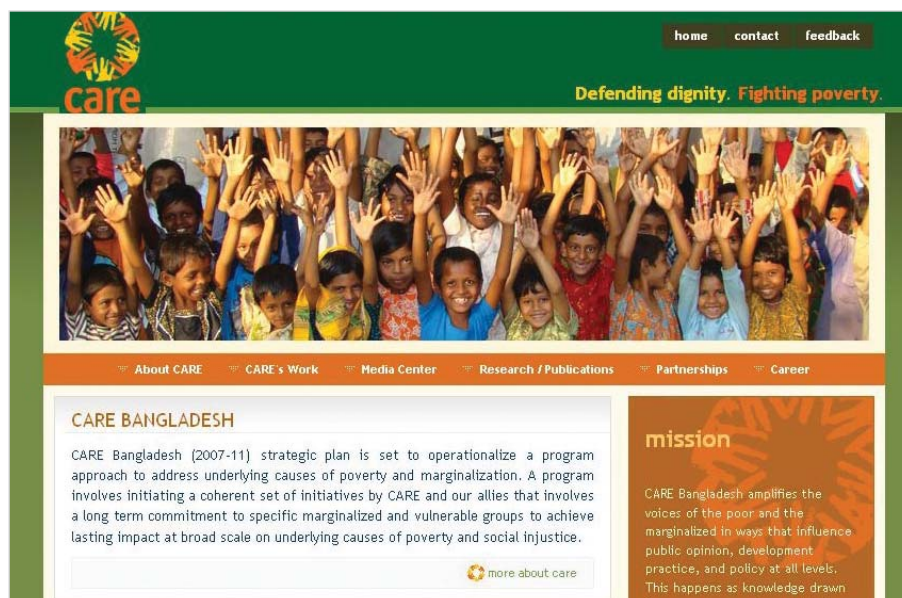 care
home contact feedback
Defending dignity. Fighting poverty.
About CARE CARE's Work Media Center Research / Publications Partnerships Career
CARE BANGLADESH
CARE Bangladesh (2007-11) strategic plan is set to operationalize a program
approach to address underlying causes of poverty and marginalization. A program
involves initiating a coherent set of initiatives by CARE and our allies that involves
a long term commitment to specific marginalized and vulnerable groups to achieve
lasting impact at broad scale on underlying causes of poverty and social injustice.
more about care
mission
CARE Bangladesh amplifies the
voices of the poor and the
marginalized in ways that influence
public opinion, development
practice, and policy at all levels.
This happens as knowledge drawn